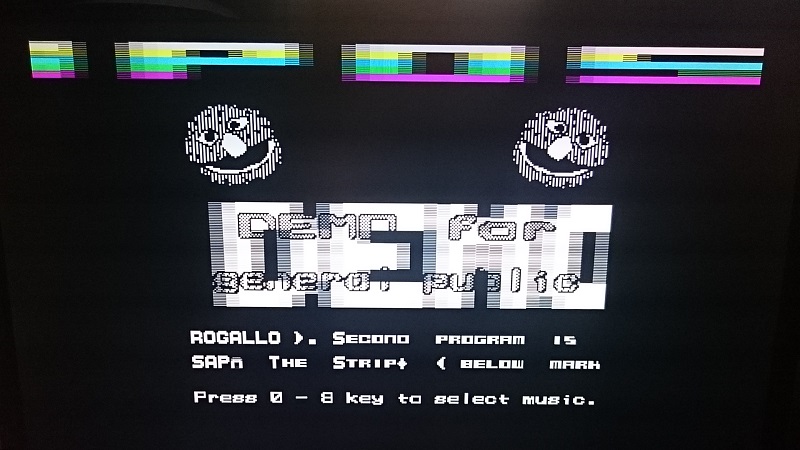 DEMO for
general public
ROGALLO ). Second program is
The Strip ( below mark
Press 0 - 8 key to select music.